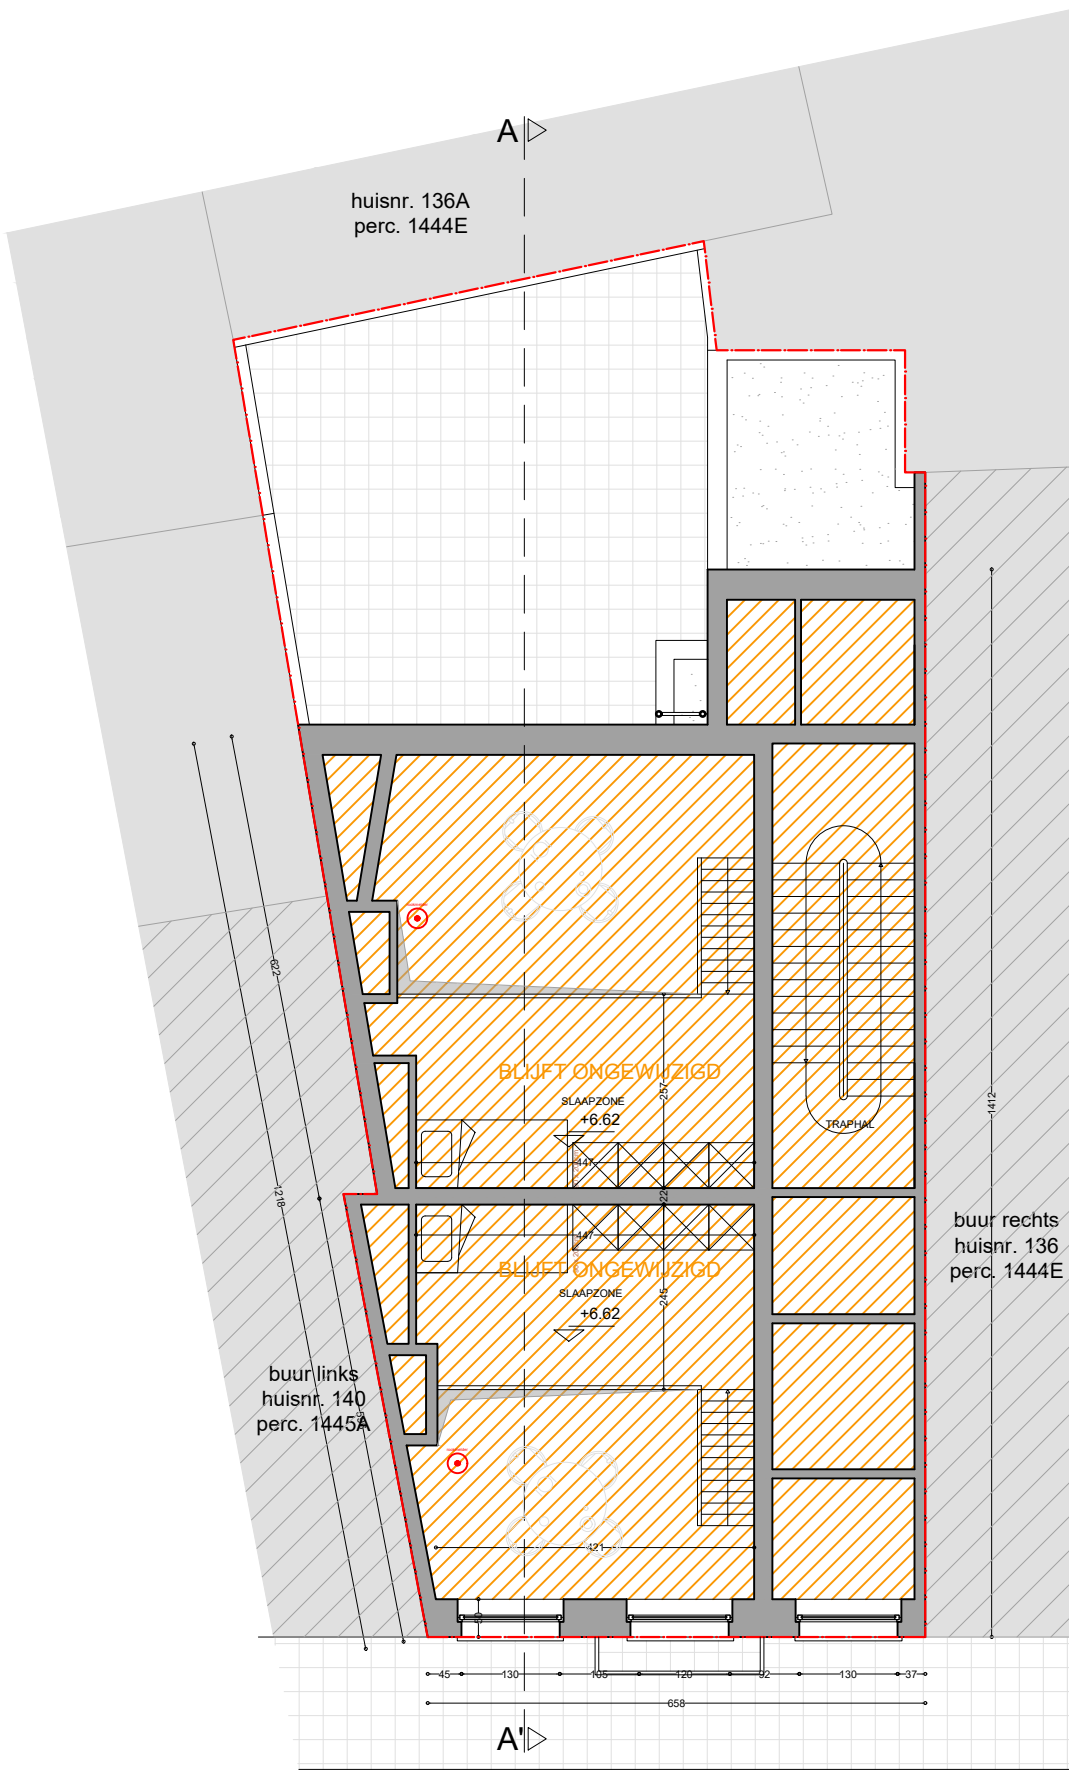 A
huisnr. 136A
perc. 1444E
622
1218
1412
BLIJFT ONGEWIJZIGD
257
SLAAPZONE
+6.62
TRAPHAL
447
22
buur rechts
huisnr. 136
perc. 1444E
447
BLIJFT ONGEWIJZIGD
SLAAPZONE
245
+6.62
buur links
huisnr. 140
perc. 1445A
421
50
45
130
105
120
92
130
37
658
A'